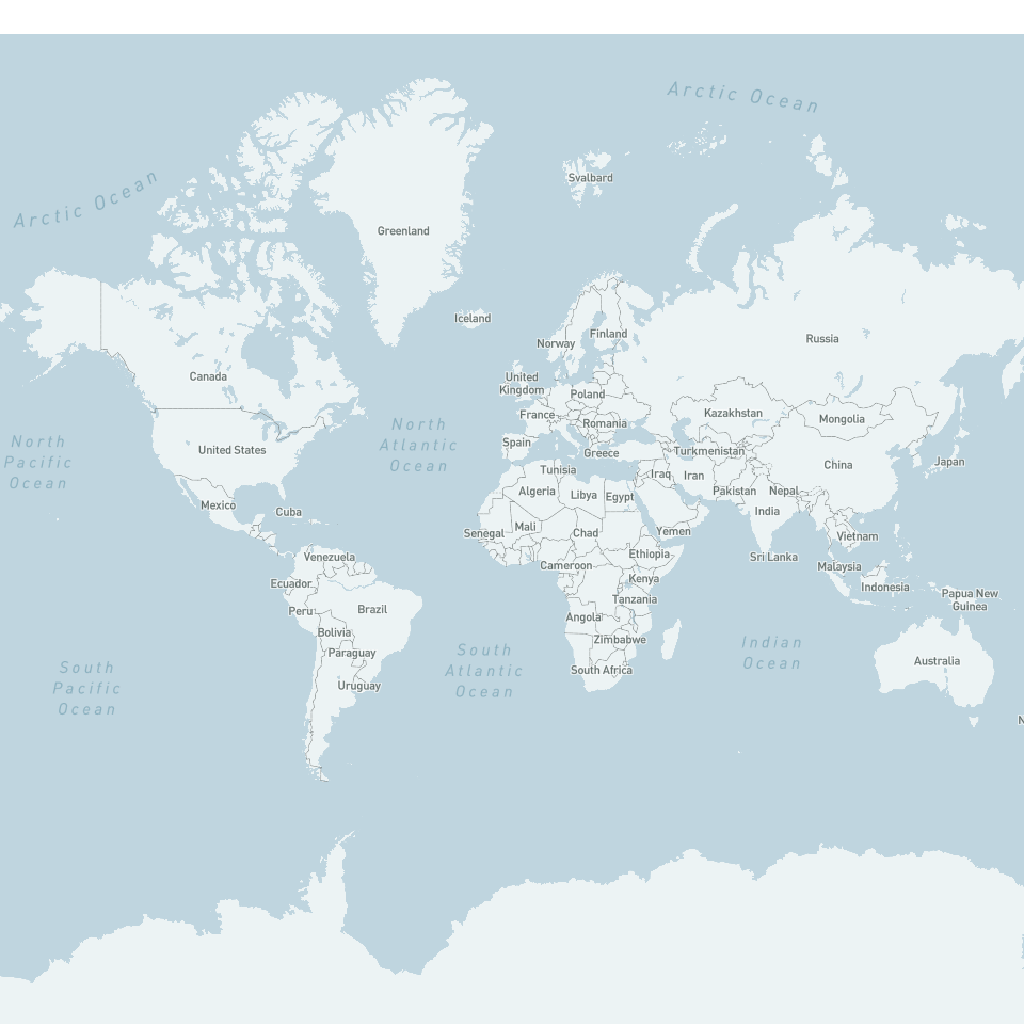 Arctic Ocean
Svalbard
Arctic Ocean
Greenland
Iceland
Finland
Norway
Russia
Canada
United
Kingdom
Poland
France
Romania
Kazakhstan
Mongolia
North
Pacific
Ocean
North
Atlantic
Ocean
United States
Spain
Greece
Turkmenistan
China
Japan
Tunisia
Iraq
Iran
Mexico
Cuba
Algeria
Libya
Egypt
Pakistan
Nepal
India
Senegal
Mali
Chad
Yemen
Vietnam
Venezuela
Cameroon
Ethiopia
Sri Lanka
Malaysia
Ecuador
Kenya
Indonesia
Papua New
Guinea
Peru
Brazil
Tanzania
Angola
Bolivia
Zimbabwe
Paraguay
South
Pacific
Ocean
South
Atlantic
Ocean
Indian
Ocean
South Africa
Australia
Uruguay
N